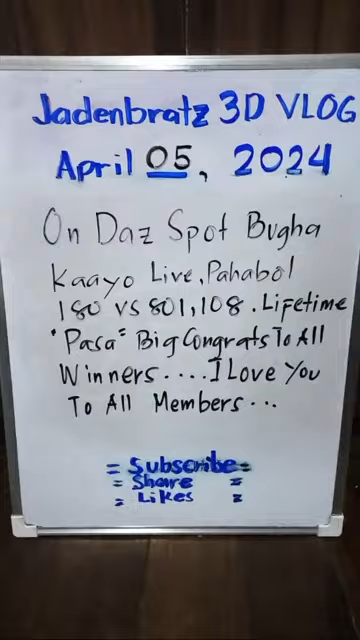 Jadenbratz 3D VLOG
April 05, 2024
On Daz Spot Bugha
Kaayo Live, Pahabol
180 VS 801,108. Lifetime
"Pasa" Big Congrats To All
Winners.... I Love You
To All Members...
= Subscribe =
= Share =
= Likes =